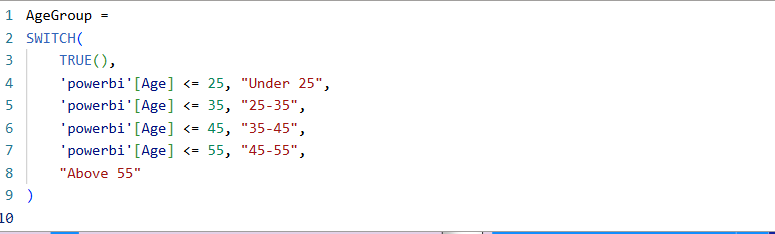 1 AgeGroup =
2 SWITCH(
3 TRUE(),
4 'powerbi'[Age] <= 25, "Under 25",
5 'powerbi'[Age] <= 35, "25-35",
6 'powerbi'[Age] <= 45, "35-45",
7 'powerbi'[Age] <= 55, "45-55",
8 "Above 55"
9 )
10